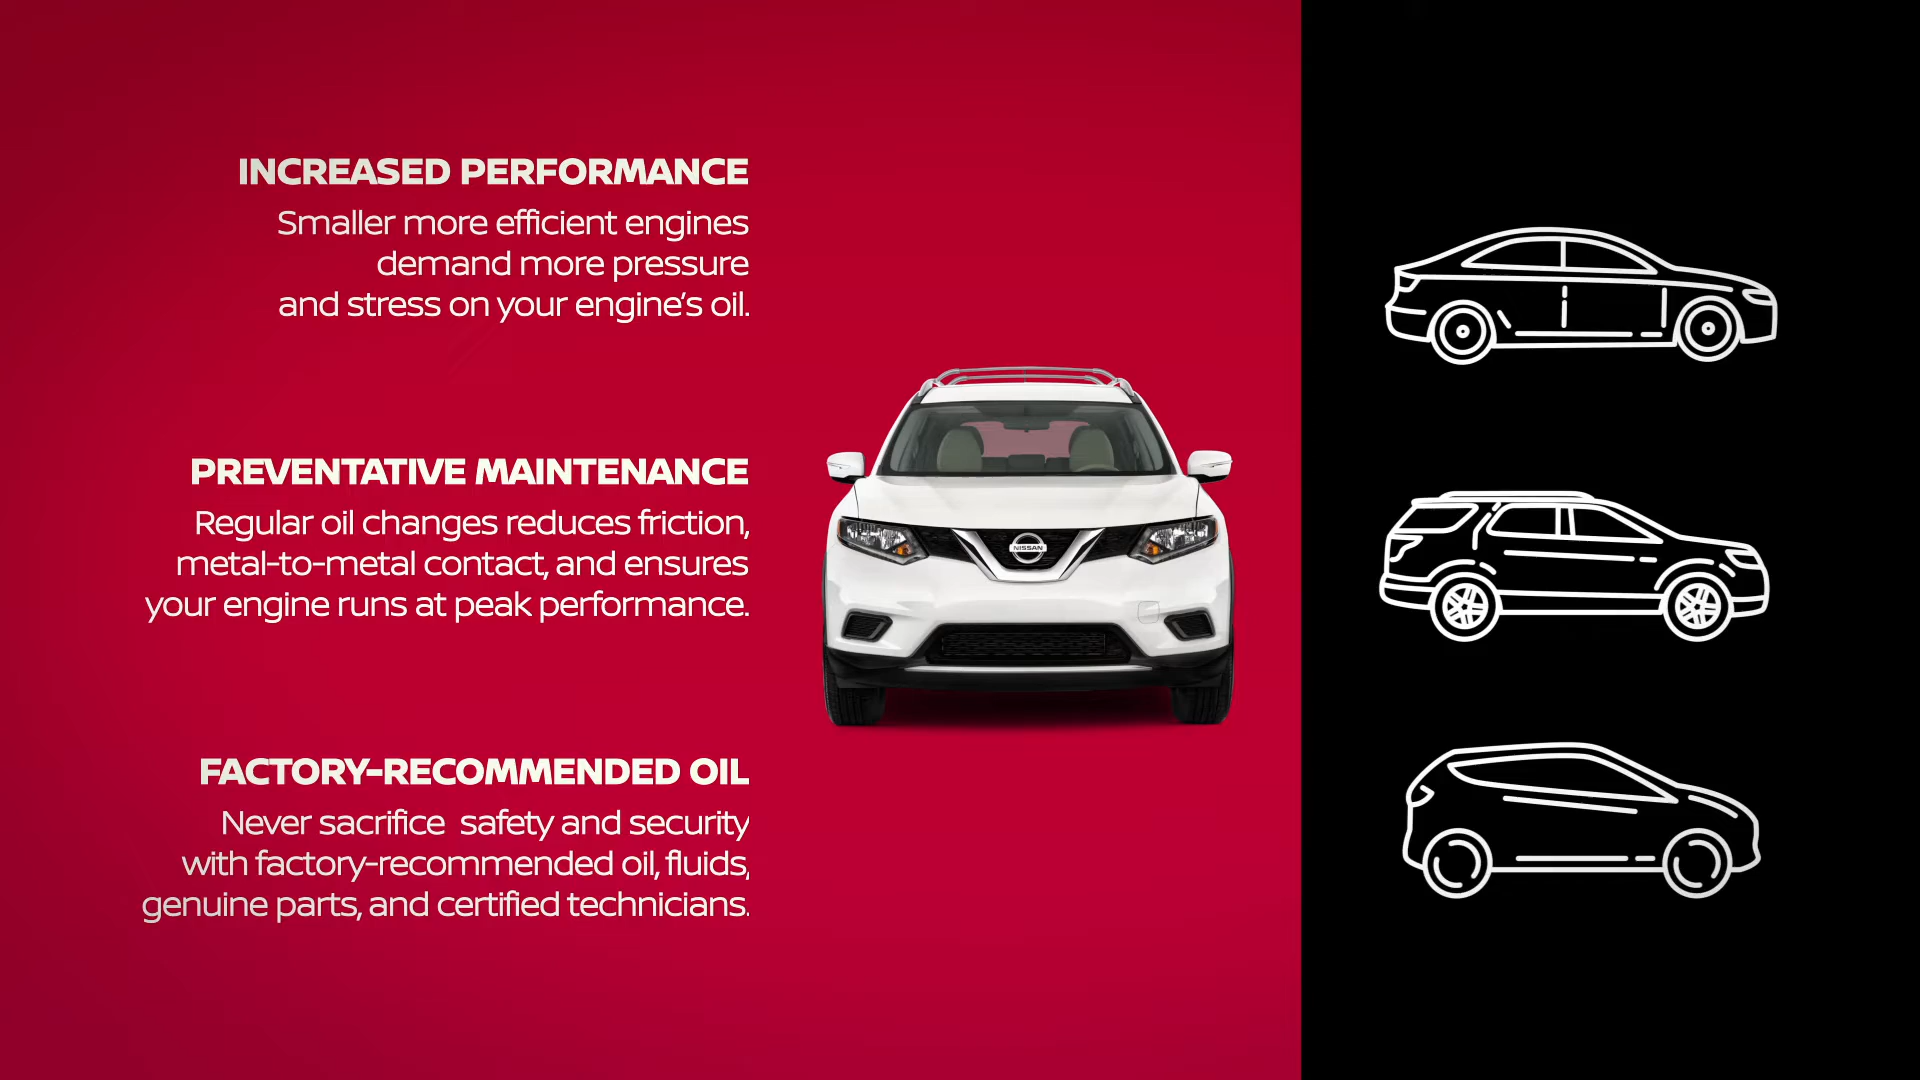 INCREASED PERFORMANCE
Smaller more efficient engines
demand more pressure
and stress on your engine's oil.
PREVENTATIVE MAINTENANCE
Regular oil changes reduces friction,
metal-to-metal contact, and ensures
your engine runs at peak performance.
NISSAN
FACTORY-RECOMMENDED OIL
Never sacrifice  safety and security
with factory-recommended oil, fluids,
genuine parts, and certified technicians.